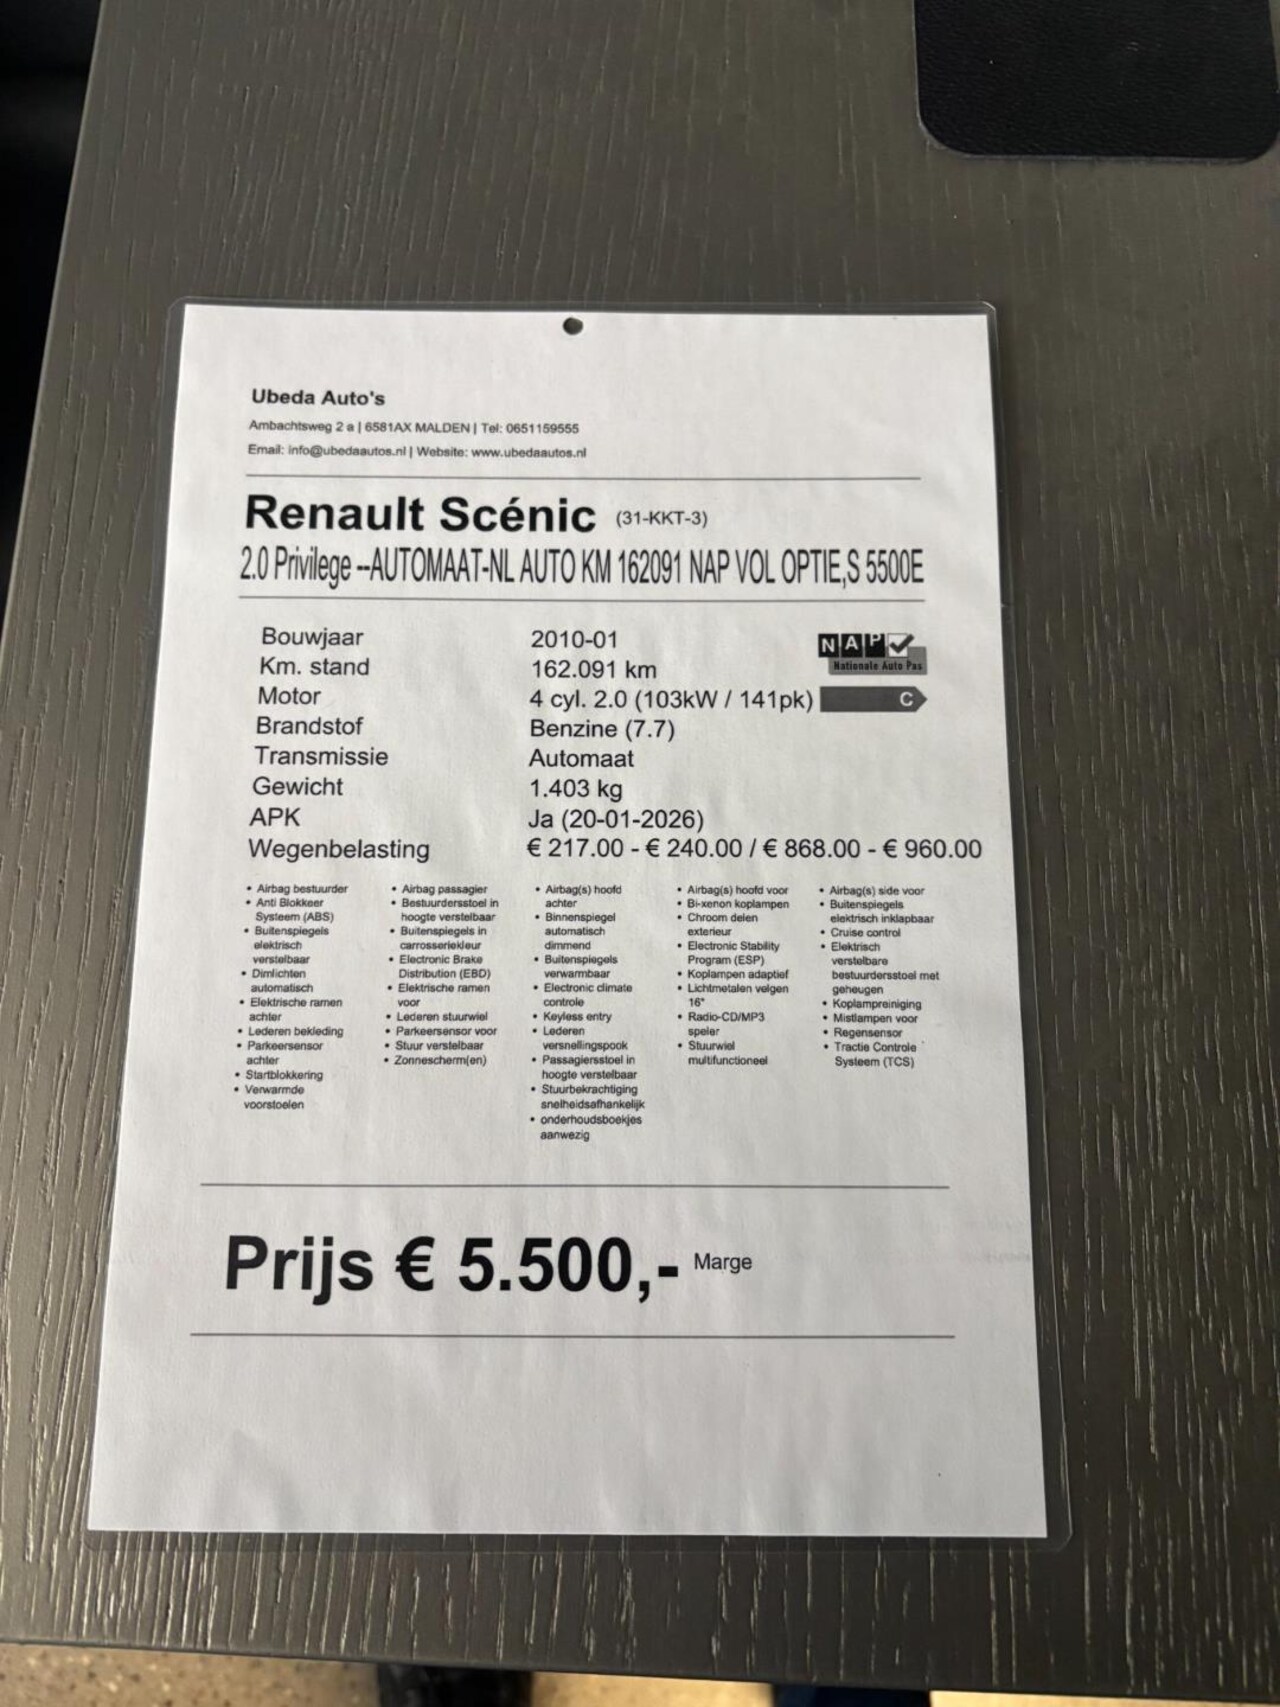 Ubeda Auto's
Ambachtsweg 2 a | 6581AX MALDEN | Tel: 0651159555
Email: info@ubedaautos.nl | Website: www.ubedaautos.nl
Renault Scénic (31-KKT-3)
2.0 Privilege --AUTOMAAT-NL AUTO KM 162091 NAP VOL OPTIE,S 5500E
Bouwjaar 2010-01
Km. stand 162.091 km
Motor 4 cyl. 2.0 (103kW / 141pk)
Brandstof Benzine (7.7)
Transmissie Automaat
Gewicht 1.403 kg
APK Ja (20-01-2026)
Wegenbelasting € 217.00 - € 240.00 / € 868.00 - € 960.00
NAP
Nationale Auto Pas
C
• Airbag bestuurder
• Anti Blokkeer
Systeem (ABS)
• Buitenspiegels
elektrisch
verstelbaar
• Dimlichten
automatisch
• Elektrische ramen
achter
• Lederen bekleding
• Parkeersensor
achter
• Startblokkering
• Verwarmde
voorstoelen
• Airbag passagier
• Bestuurdersstoel in
hoogte verstelbaar
• Buitenspiegels in
carrosseriekleur
• Electronic Brake
Distribution (EBD)
• Elektrische ramen
voor
• Lederen stuurwiel
• Parkeersensor voor
• Stuur verstelbaar
• Zonnescherm(en)
• Airbag(s) hoofd
achter
• Binnenspiegel
automatisch
dimmend
• Buitenspiegels
verwarmbaar
• Electronic climate
controle
• Keyless entry
• Lederen
versnellingspook
• Passagiersstoel in
hoogte verstelbaar
• Stuurbekrachtiging
snelheidsafhankelijk
• onderhoudsboekjes
aanwezig
• Airbag(s) hoofd voor
• Bi-xenon koplampen
• Chroom delen
exterieur
• Electronic Stability
Program (ESP)
• Koplampen adaptief
• Lichtmetalen velgen
16"
• Radio-CD/MP3
speler
• Stuurwiel
multifunctioneel
• Airbag(s) side voor
• Buitenspiegels
elektrisch inklapbaar
• Cruise control
• Elektrisch
verstelbare
bestuurdersstoel met
geheugen
• Koplampreiniging
• Mistlampen voor
• Regensensor
• Tractie Controle
Systeem (TCS)
Prijs € 5.500,- Marge